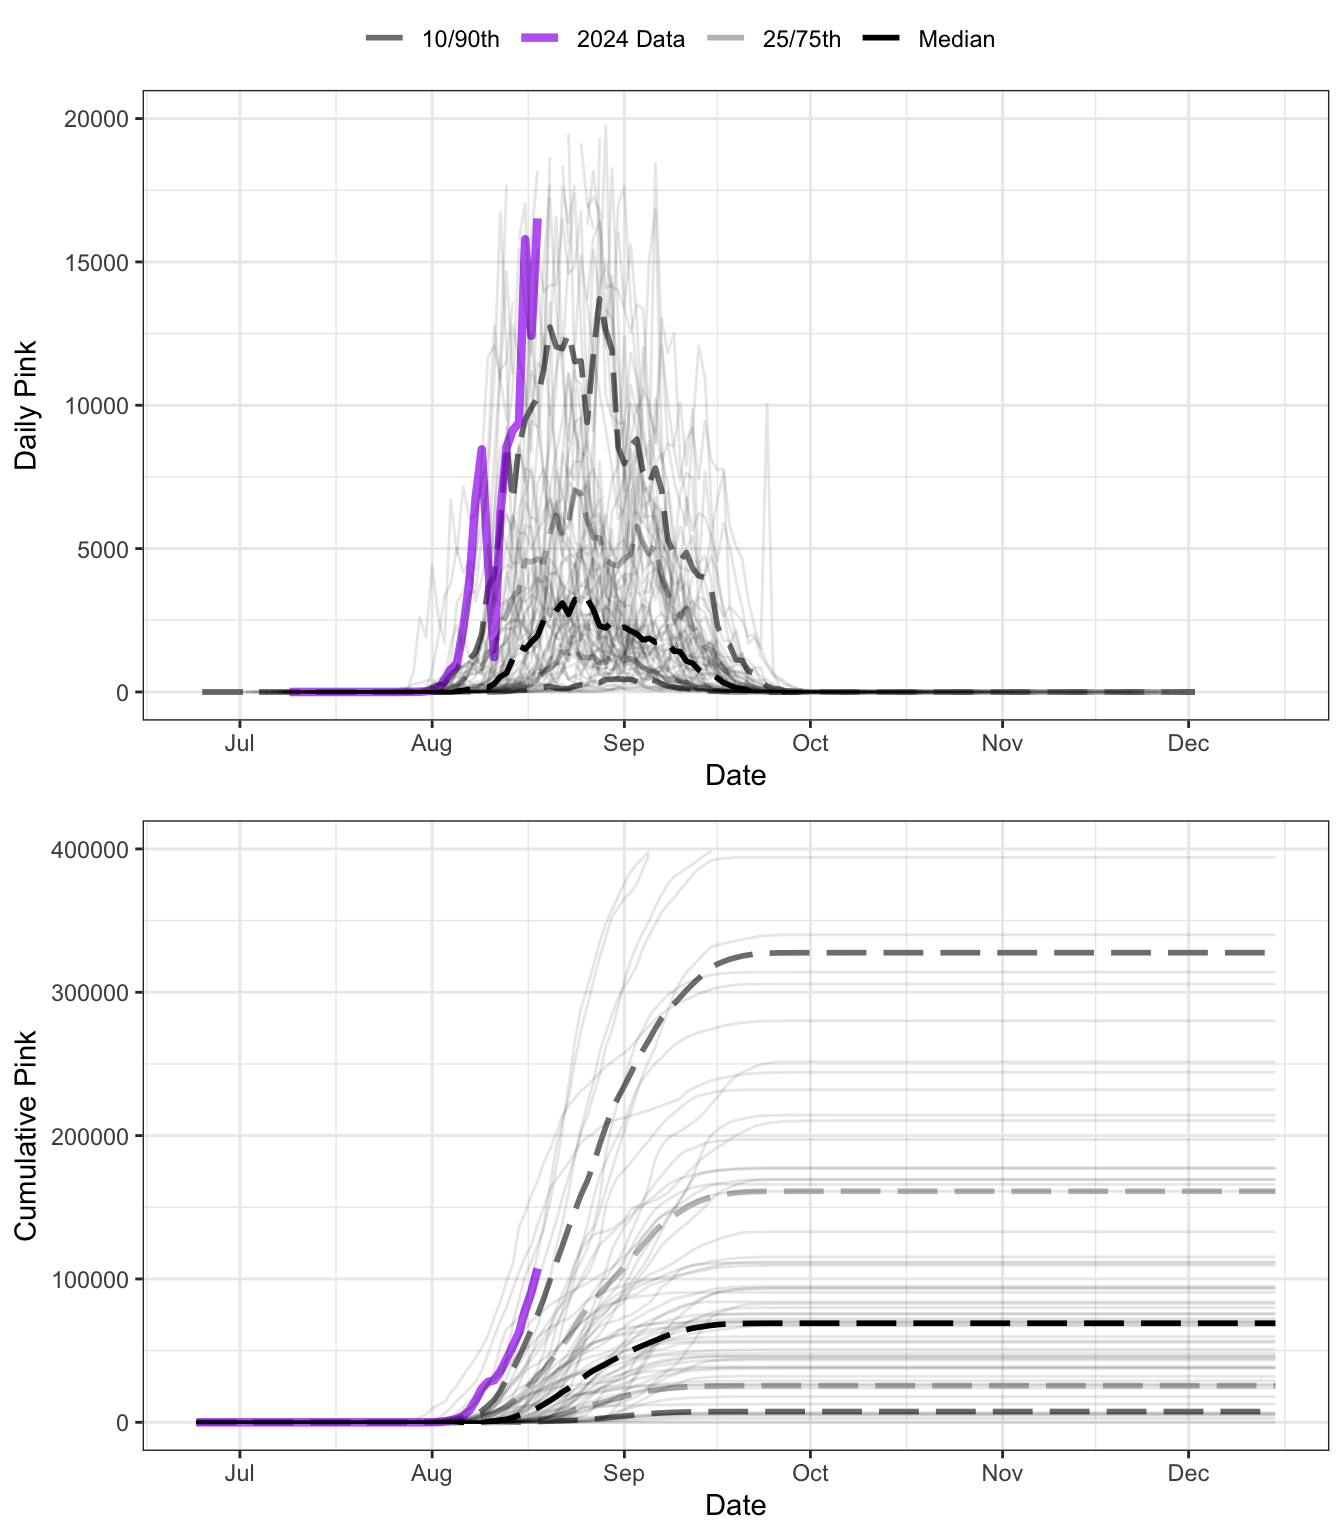 10/90th 2024 Data 25/75th Median
20000
15000
10000
5000
0
Daily Pink
Jul Aug Sep Oct Nov Dec
Date
400000
300000
200000
100000
0
Cumulative Pink
Jul Aug Sep Oct Nov Dec
Date